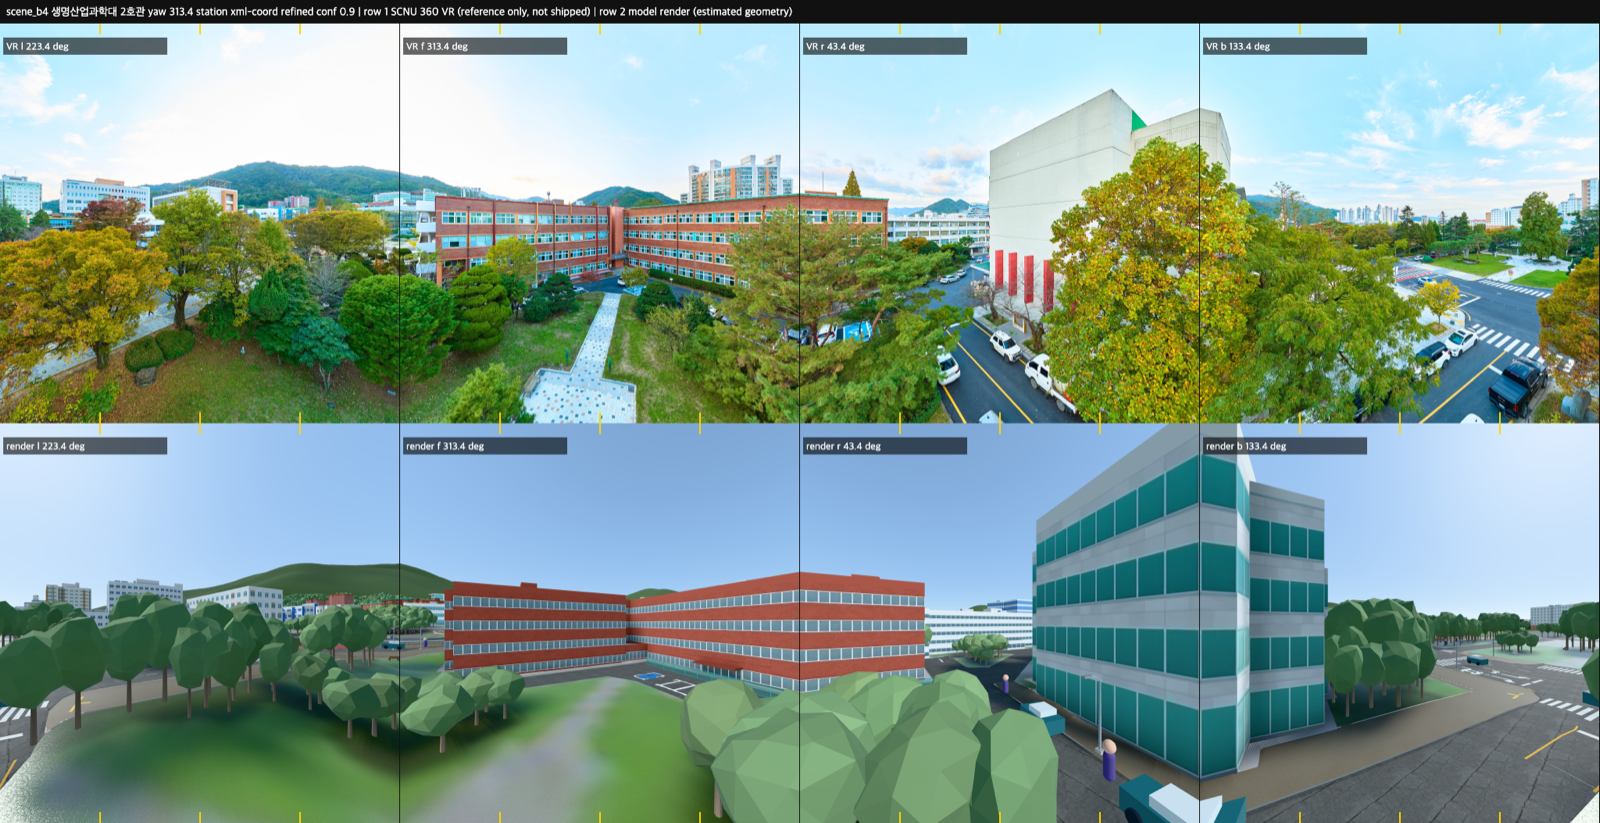 scene_b4 생명산업과학대 2호관 yaw 313.4 station xml-coord refined conf 0.9 | row 1 SCNU 360 VR (reference only, not shipped) | row 2 model render (estimated geometry)
VR l 223.4 deg
VR f 313.4 deg
VR r 43.4 deg
VR b 133.4 deg
render l 223.4 deg
render f 313.4 deg
render r 43.4 deg
render b 133.4 deg